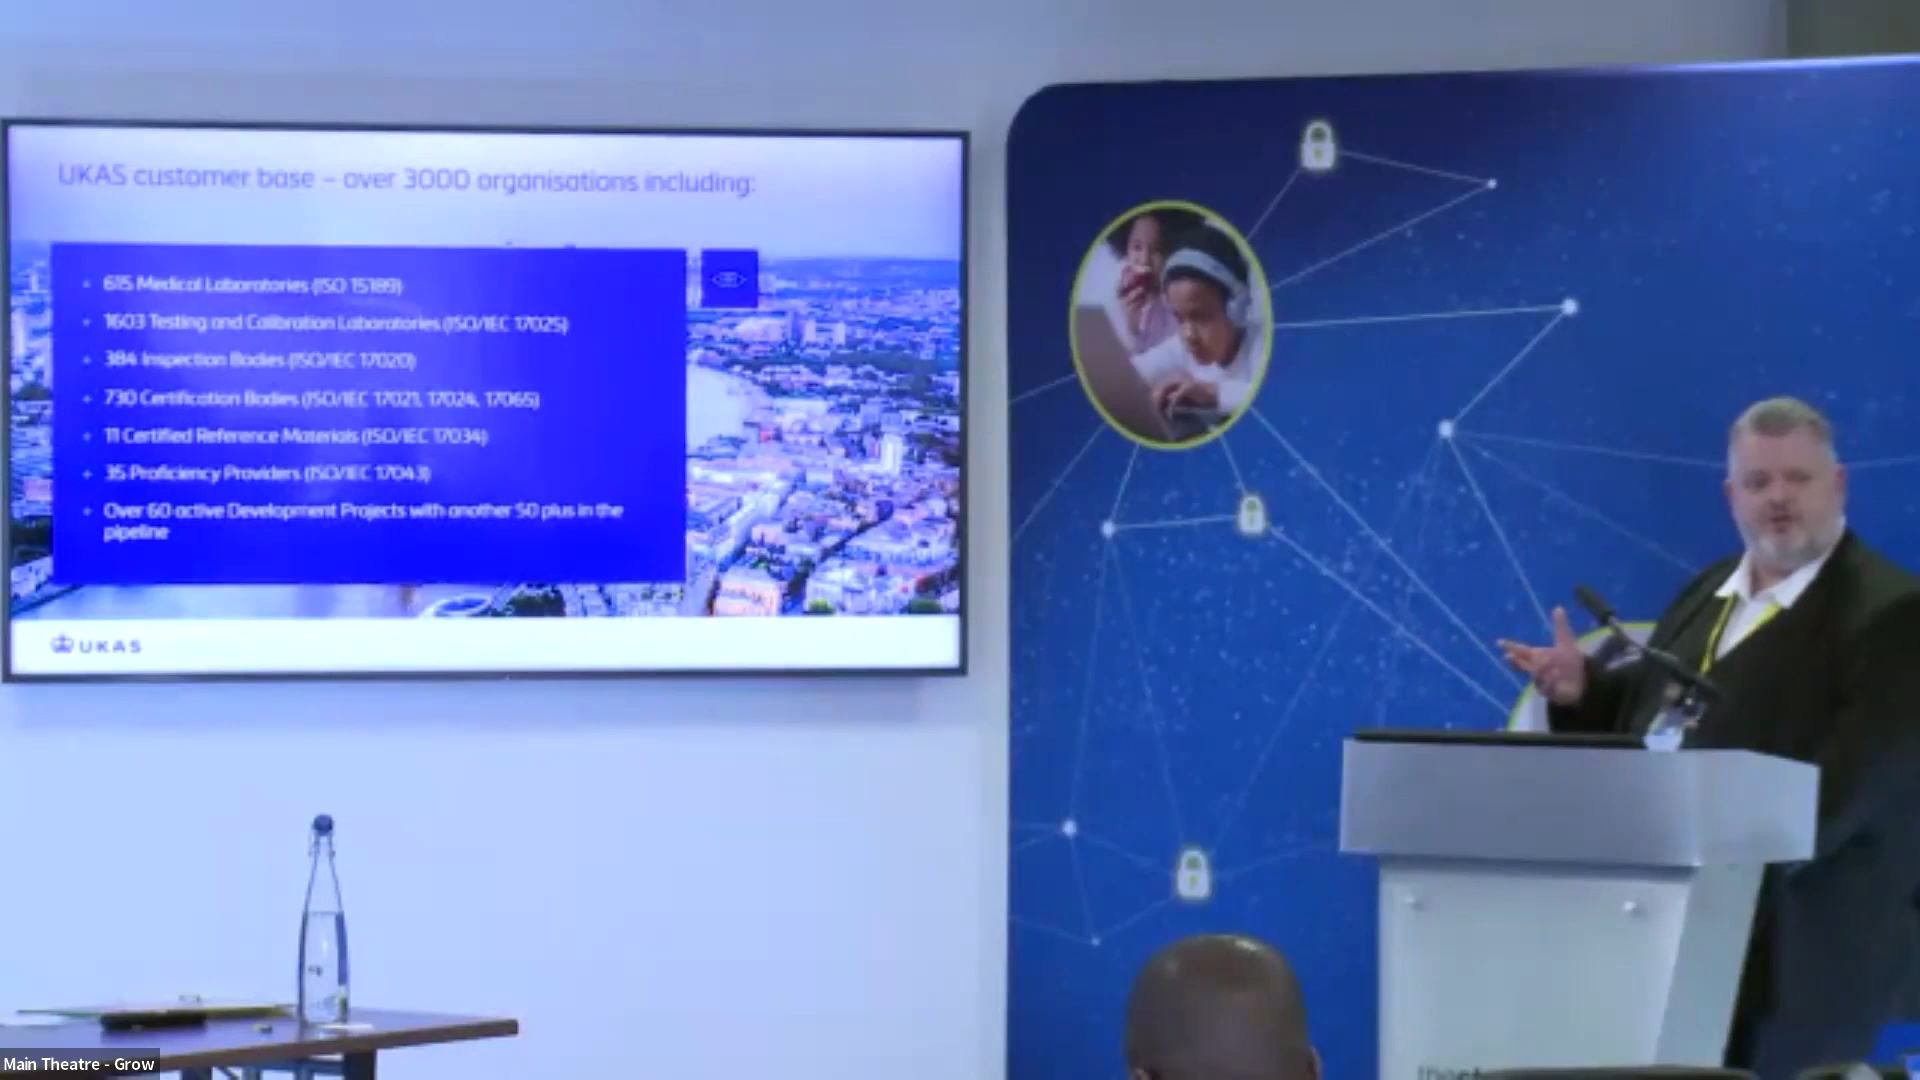 UKAS customer base – over 3000 organisations including:
615 Medical Laboratories (ISO 15189)
1603 Testing and Calibration Laboratories (ISO/IEC 17025)
384 Inspection Bodies (ISO/IEC 17020)
730 Certification Bodies (ISO/IEC 17021, 17024, 17065)
11 Certified Reference Materials (ISO/IEC 17034)
35 Proficiency Providers (ISO/IEC 17043)
Over 60 active Development Projects with another 50 plus in the
pipeline
UKAS
Main Theatre - Grow